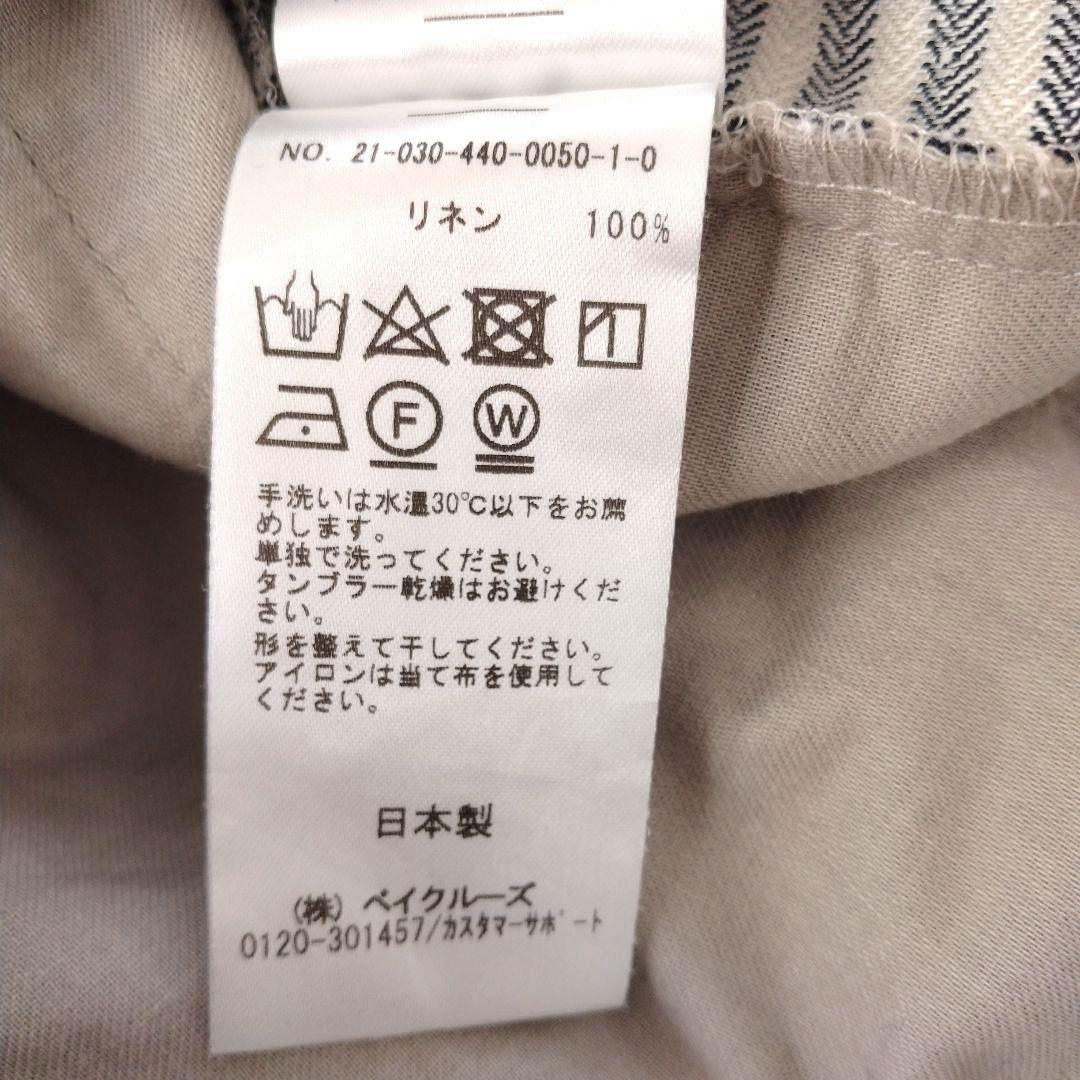 NO. 21-030-440-0050-1-0
リネン 100%
F W
手洗いは水温30℃以下をお薦
めします。
単独で洗ってください。
タンブラー乾燥はお避けくだ
さい。
形を整えて干してください。
アイロンは当て布を使用して
ください。
日本製
(株) ベイクルーズ
0120-301457/カスタマーサポート